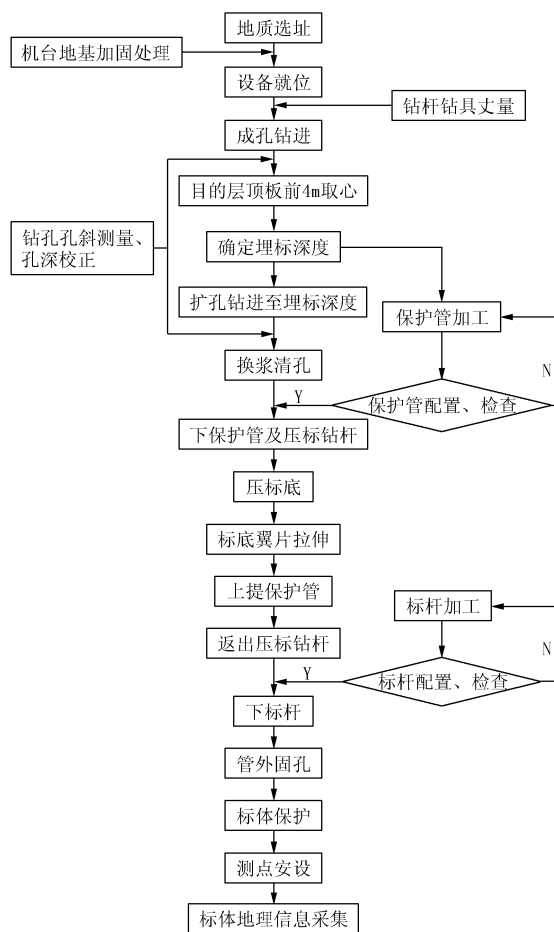 地质选址
机台地基加固处理
设备就位
钻杆钻具丈量
成孔钻进
目的层顶板前4m取心
钻孔孔斜测量、
孔深校正
确定埋标深度
扩孔钻进至埋标深度
保护管加工
换浆清孔
N
Y
保护管配置、检查
下保护管及压标钻杆
压标底
标底翼片拉伸
上提保护管
标杆加工
返出压标钻杆
N
Y
标杆配置、检查
下标杆
管外固孔
标体保护
测点安设
标体地理信息采集